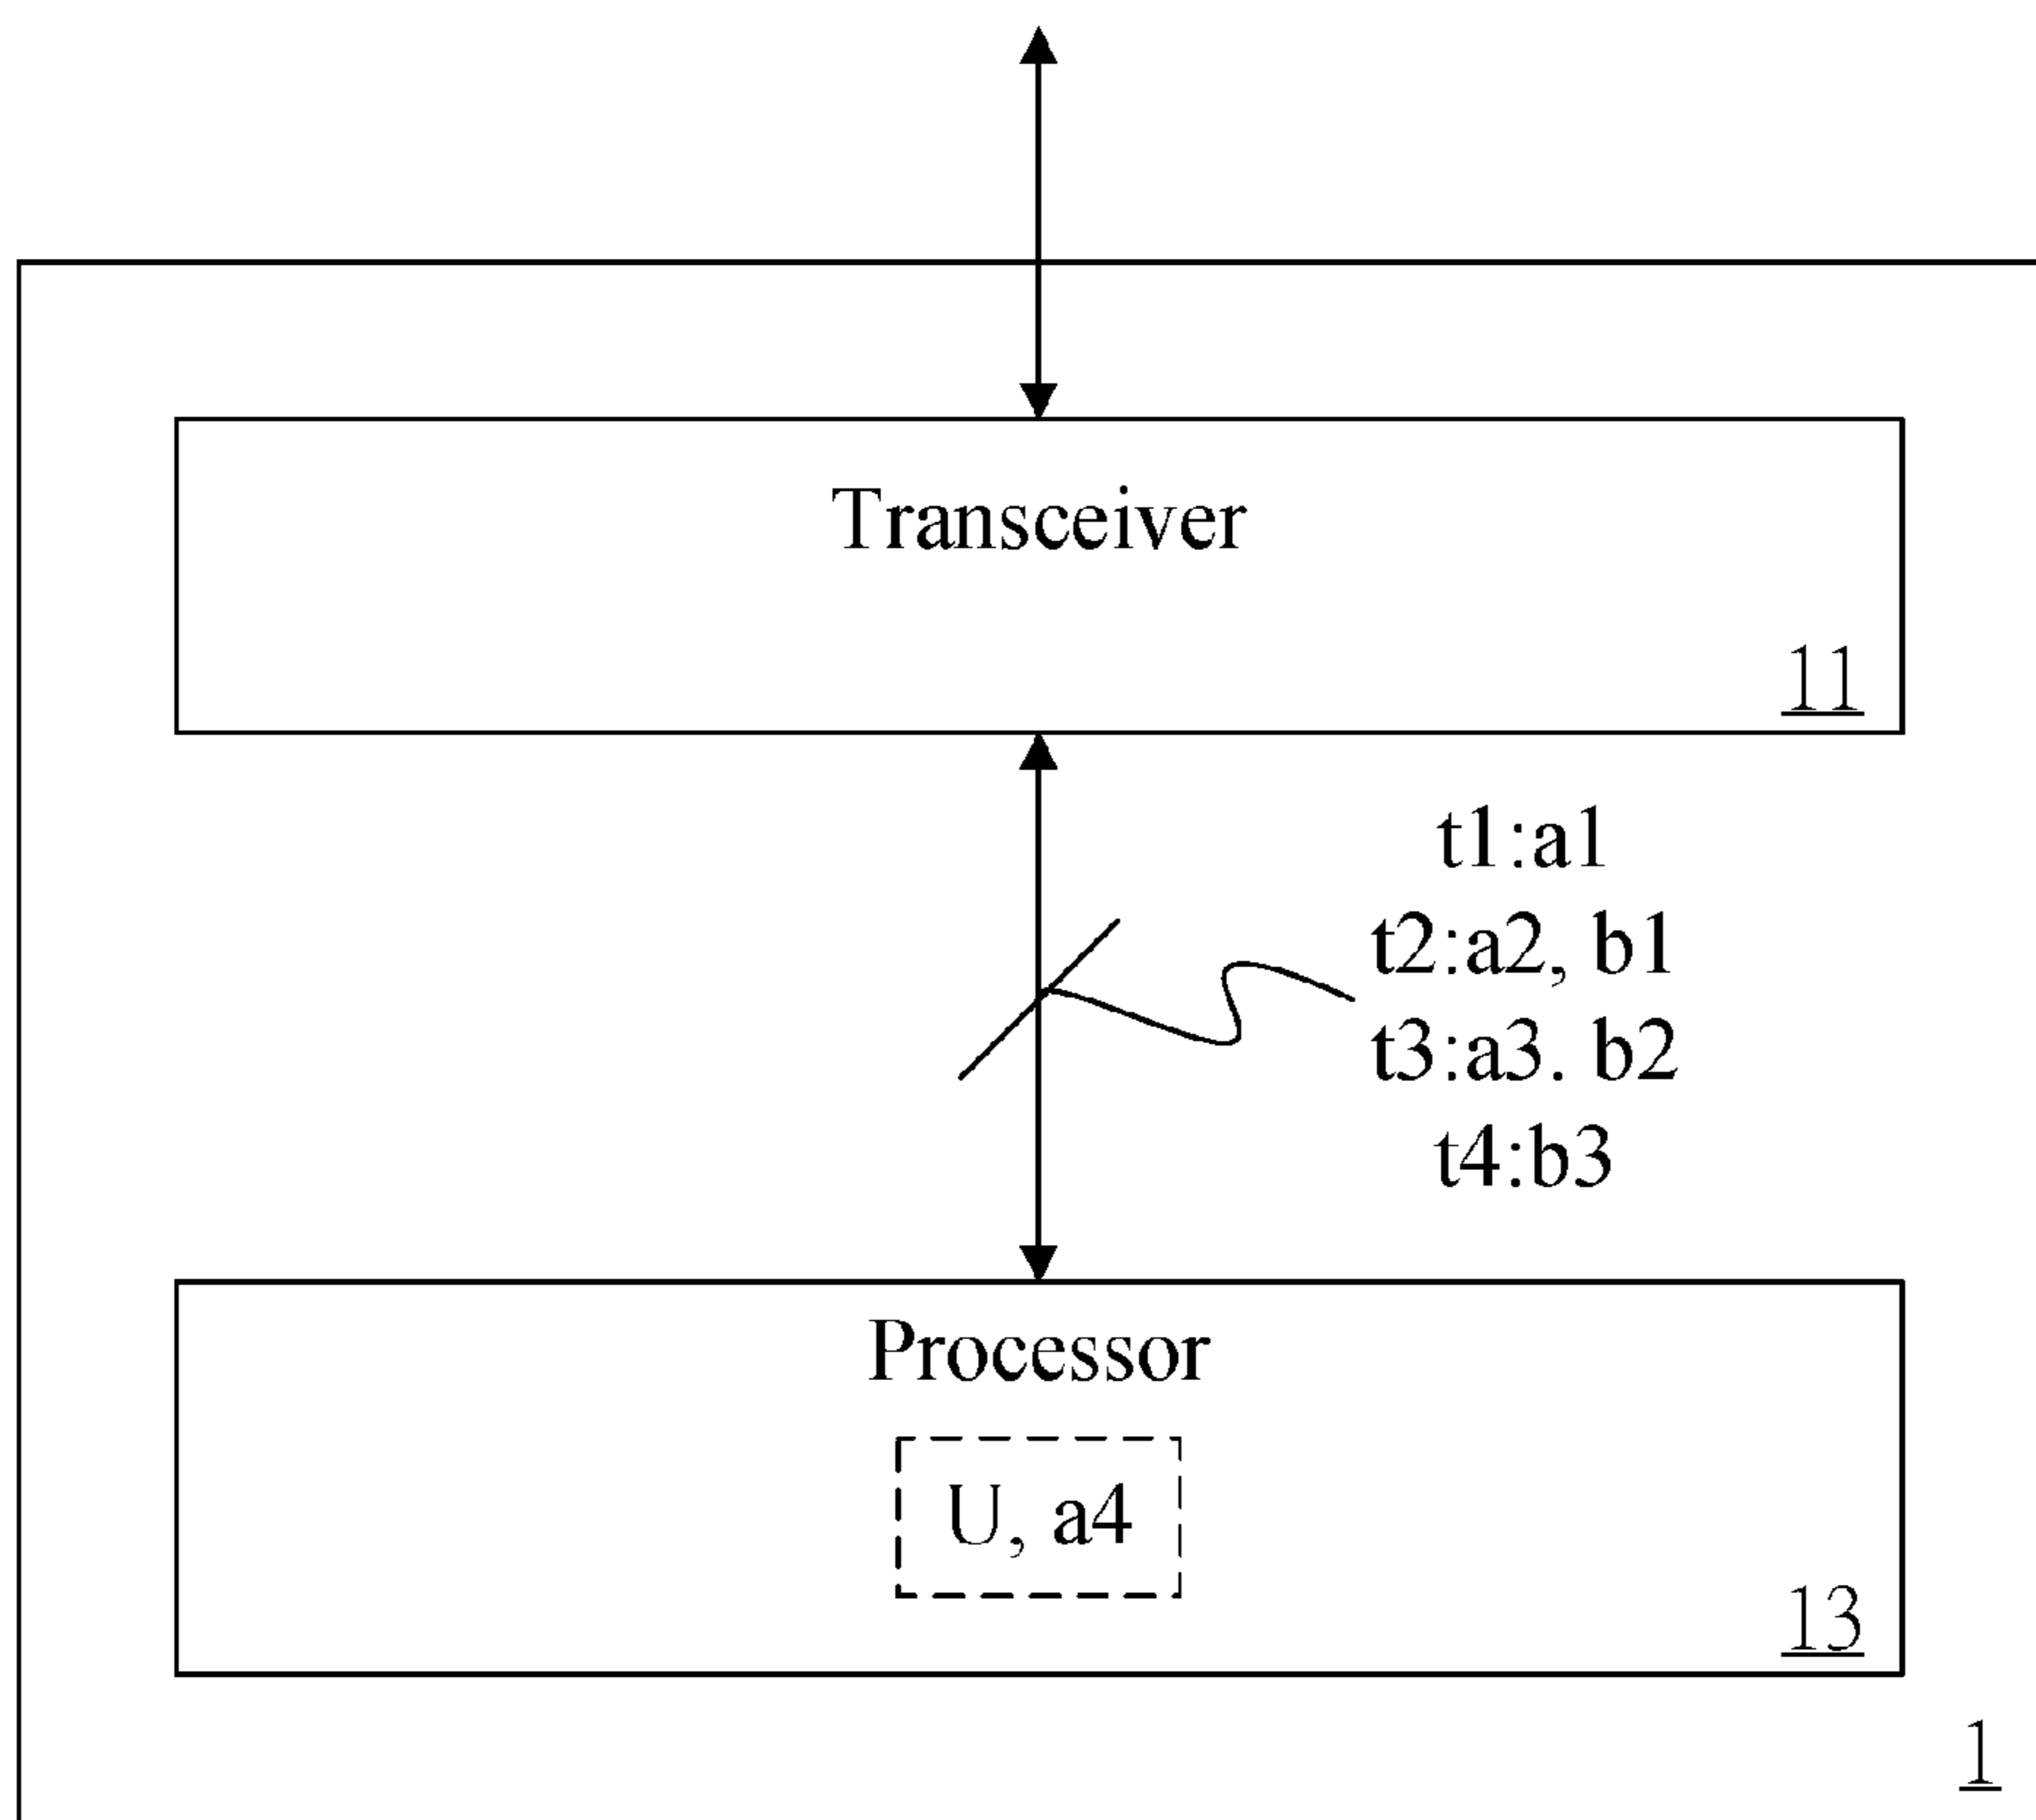 Transceiver
11
t1:a1
t2:a2, b1
t3:a3. b2
t4:b3
Processor
U, a4
13
1